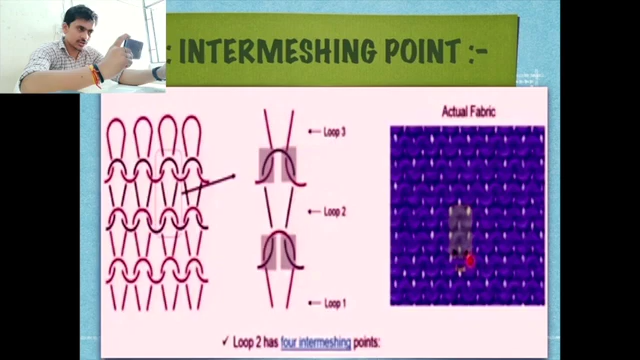 : INTERMESHING POINT :-
Actual Fabric
Loop 3
Loop 2
Loop 1
✓ Loop 2 has four intermeshing points: